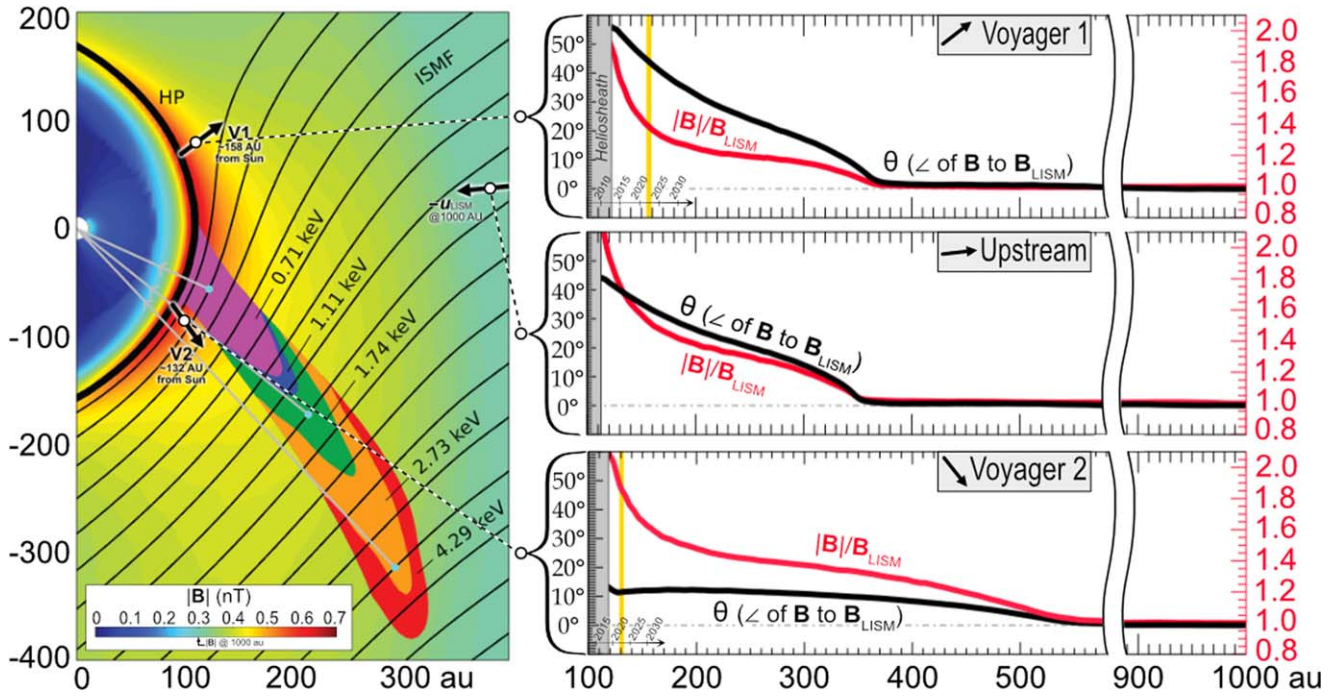 200
100
0
-100
-200
-300
-400
0 100 200 300 au
HP
ISMF
V1
~158 AU
from Sun
-uLISM
@1000 AU
V2
~132 AU
from Sun
0.71 keV
1.11 keV
1.74 keV
2.73 keV
4.29 keV
|B| (nT)
0 0.1 0.2 0.3 0.4 0.5 0.6 0.7
|B| @ 1000 au
Voyager 1
50°
40°
30°
20°
10°
0°
Heliosheath
|B|/BLISM
θ (∠ of B to BLISM)
2010 2015 2020 2025 2030
2.0
1.8
1.6
1.4
1.2
1.0
0.8
Upstream
50°
40°
30°
20°
10°
0°
θ (∠ of B to BLISM)
|B|/BLISM
2.0
1.8
1.6
1.4
1.2
1.0
0.8
Voyager 2
50°
40°
30°
20°
10°
0°
|B|/BLISM
θ (∠ of B to BLISM)
2015 2020 2025 2030
2.0
1.8
1.6
1.4
1.2
1.0
0.8
100 200 300 400 500 900 1000 au